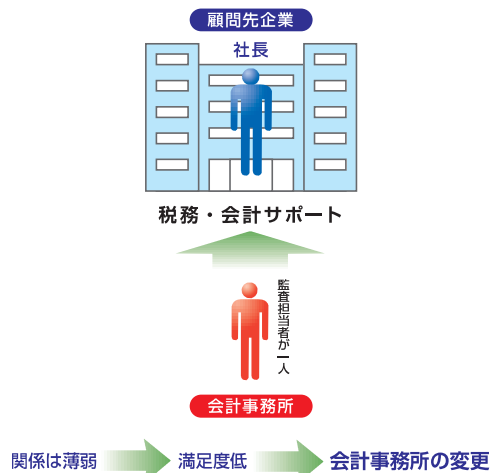 顧問先企業
社長
税務・会計サポート
監査担当者が一人
会計事務所
関係は薄弱
満足度低
会計事務所の変更